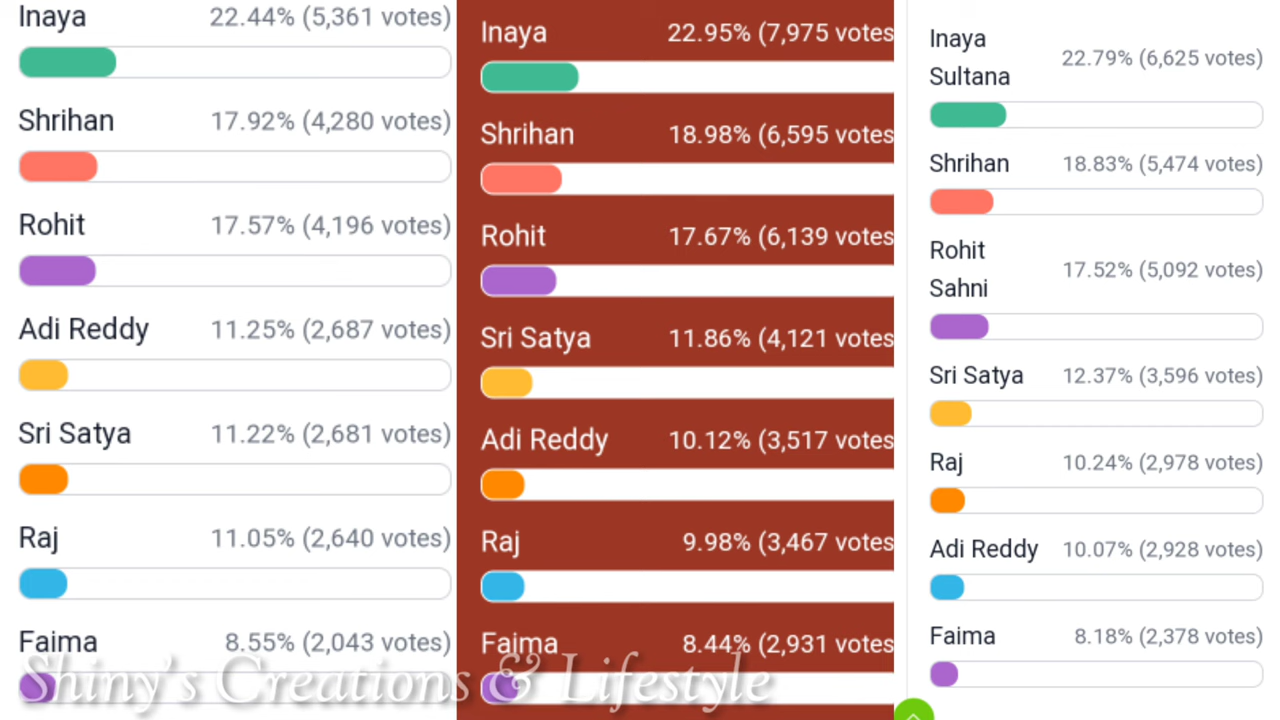 Inaya 22.44% (5,361 votes)
Shrihan 17.92% (4,280 votes)
Rohit 17.57% (4,196 votes)
Adi Reddy 11.25% (2,687 votes)
Sri Satya 11.22% (2,681 votes)
Raj 11.05% (2,640 votes)
Faima 8.55% (2,043 votes)
Inaya 22.95% (7,975 votes
Shrihan 18.98% (6,595 votes
Rohit 17.67% (6,139 votes
Sri Satya 11.86% (4,121 votes
Adi Reddy 10.12% (3,517 votes
Raj 9.98% (3,467 votes
Faima 8.44% (2,931 votes
Inaya
Sultana 22.79% (6,625 votes)
Shrihan 18.83% (5,474 votes)
Rohit
Sahni 17.52% (5,092 votes)
Sri Satya 12.37% (3,596 votes)
Raj 10.24% (2,978 votes)
Adi Reddy 10.07% (2,928 votes)
Faima 8.18% (2,378 votes)
Shiny's Creations & Lifestyle